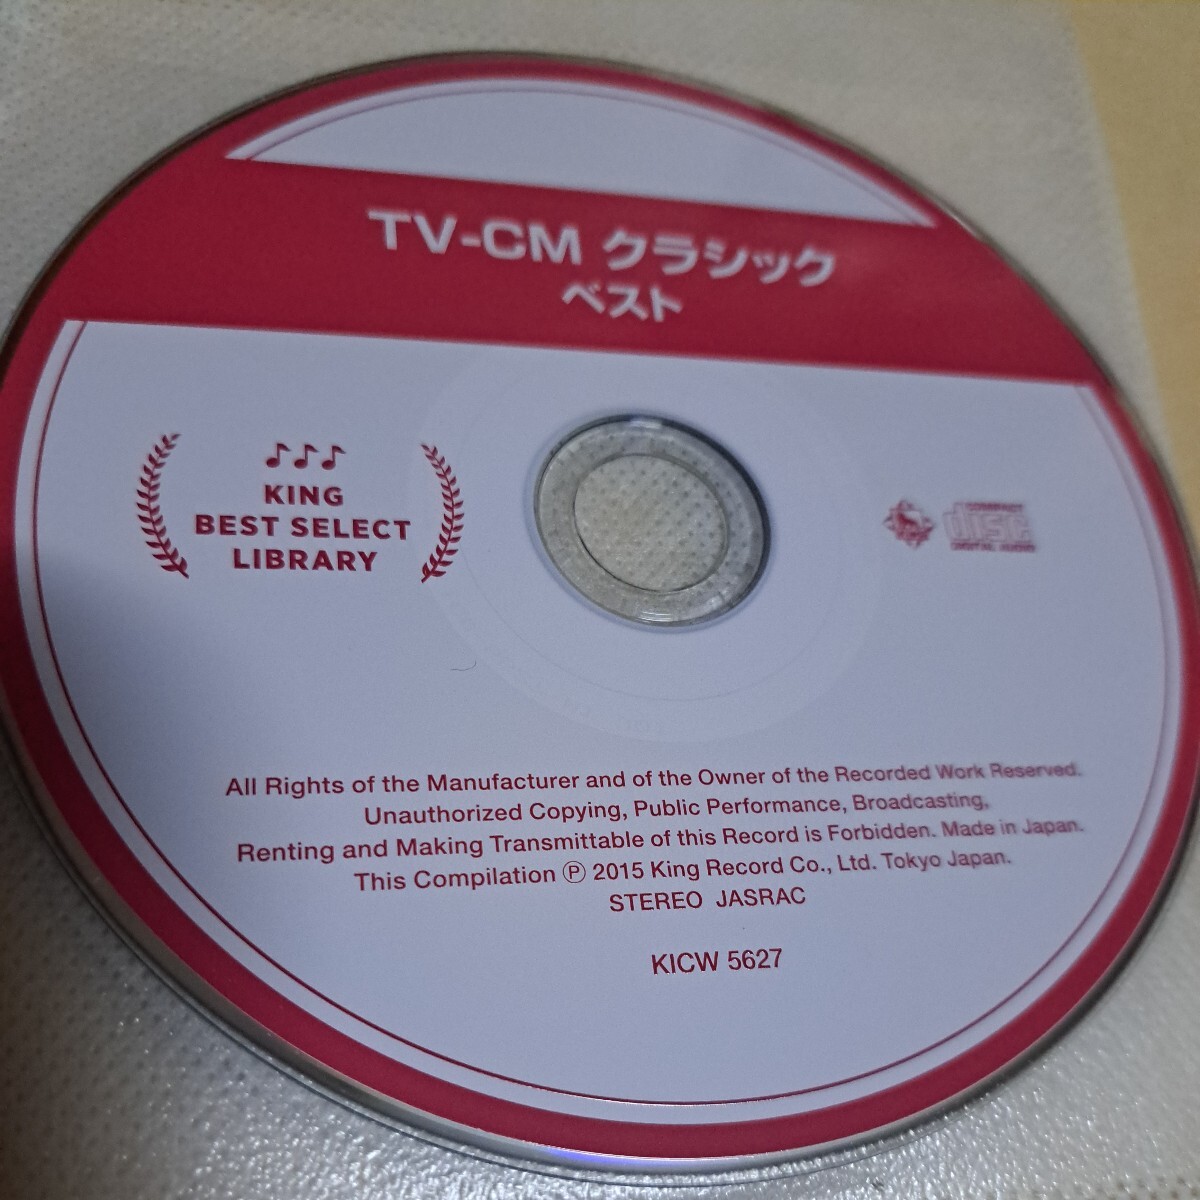 TV-CM クラシック
ベスト
KING
BEST SELECT
LIBRARY
COMPACT
disc
DIGITAL AUDIO
All Rights of the Manufacturer and of the Owner of the Recorded Work Reserved.
Unauthorized Copying, Public Performance, Broadcasting,
Renting and Making Transmittable of this Record is Forbidden. Made in Japan.
This Compilation Ⓟ 2015 King Record Co., Ltd. Tokyo Japan.
STEREO JASRAC
KICW 5627